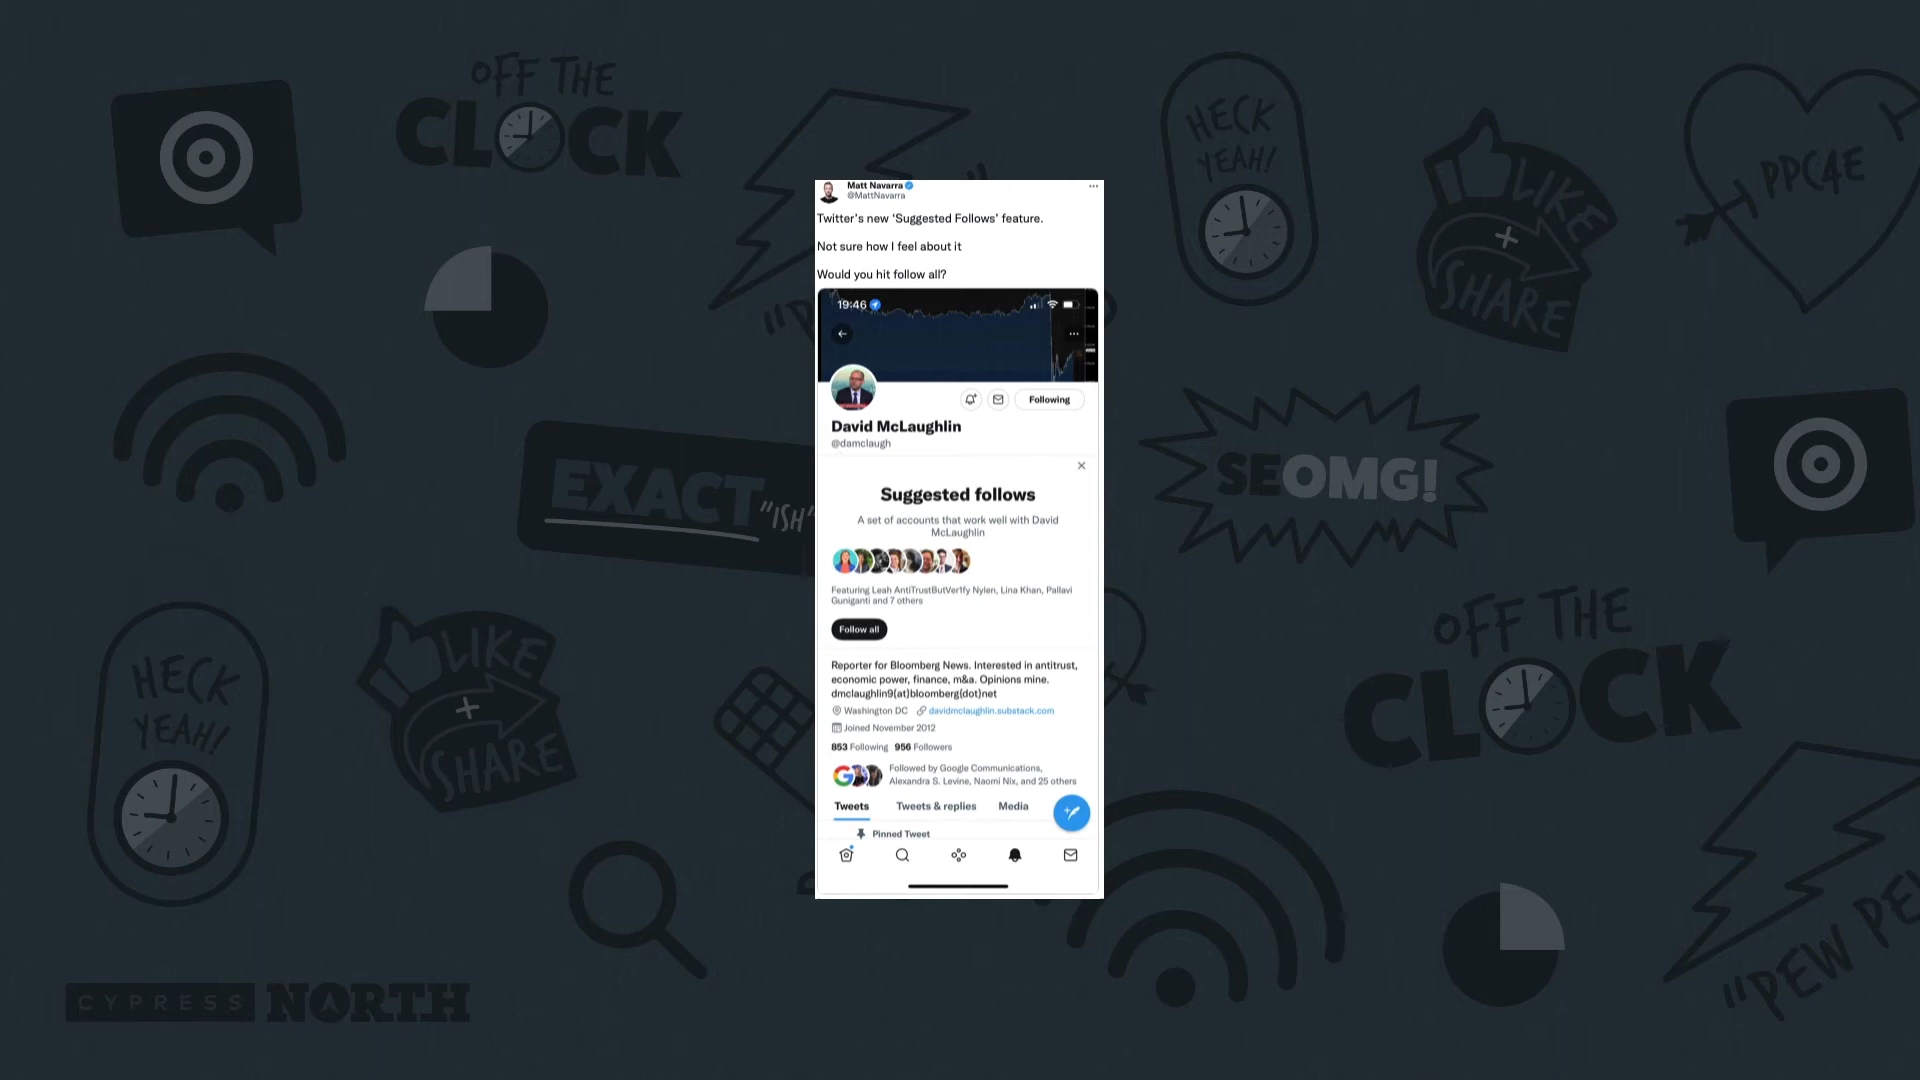 OFF THE
CLOCK
HECK
YEAH!
LIKE
SHARE
PPC4E
Matt Navarra
@MattNavarra
Twitter's new 'Suggested Follows' feature.
Not sure how I feel about it
Would you hit follow all?
19:46
Following
David McLaughlin
@damclaugh
Suggested follows
A set of accounts that work well with David
McLaughlin
Featuring Leah AntiTrustButVer1fy Nylen, Lina Khan, Pallavi
Guniganti and 7 others
Follow all
Reporter for Bloomberg News. Interested in antitrust,
economic power, finance, m&a. Opinions mine.
dmclaughlin9(at)bloomberg(dot)net
Washington DC davidmclaughlin.substack.com
Joined November 2012
853 Following 956 Followers
Followed by Google Communications,
Alexandra S. Levine, Naomi Nix, and 25 others
Tweets Tweets & replies Media
Pinned Tweet
EXACT "ISH"
SEOMG!
HECK
YEAH!
LIKE
SHARE
OFF THE
CLOCK
"PEW
CYPRESS NORTH